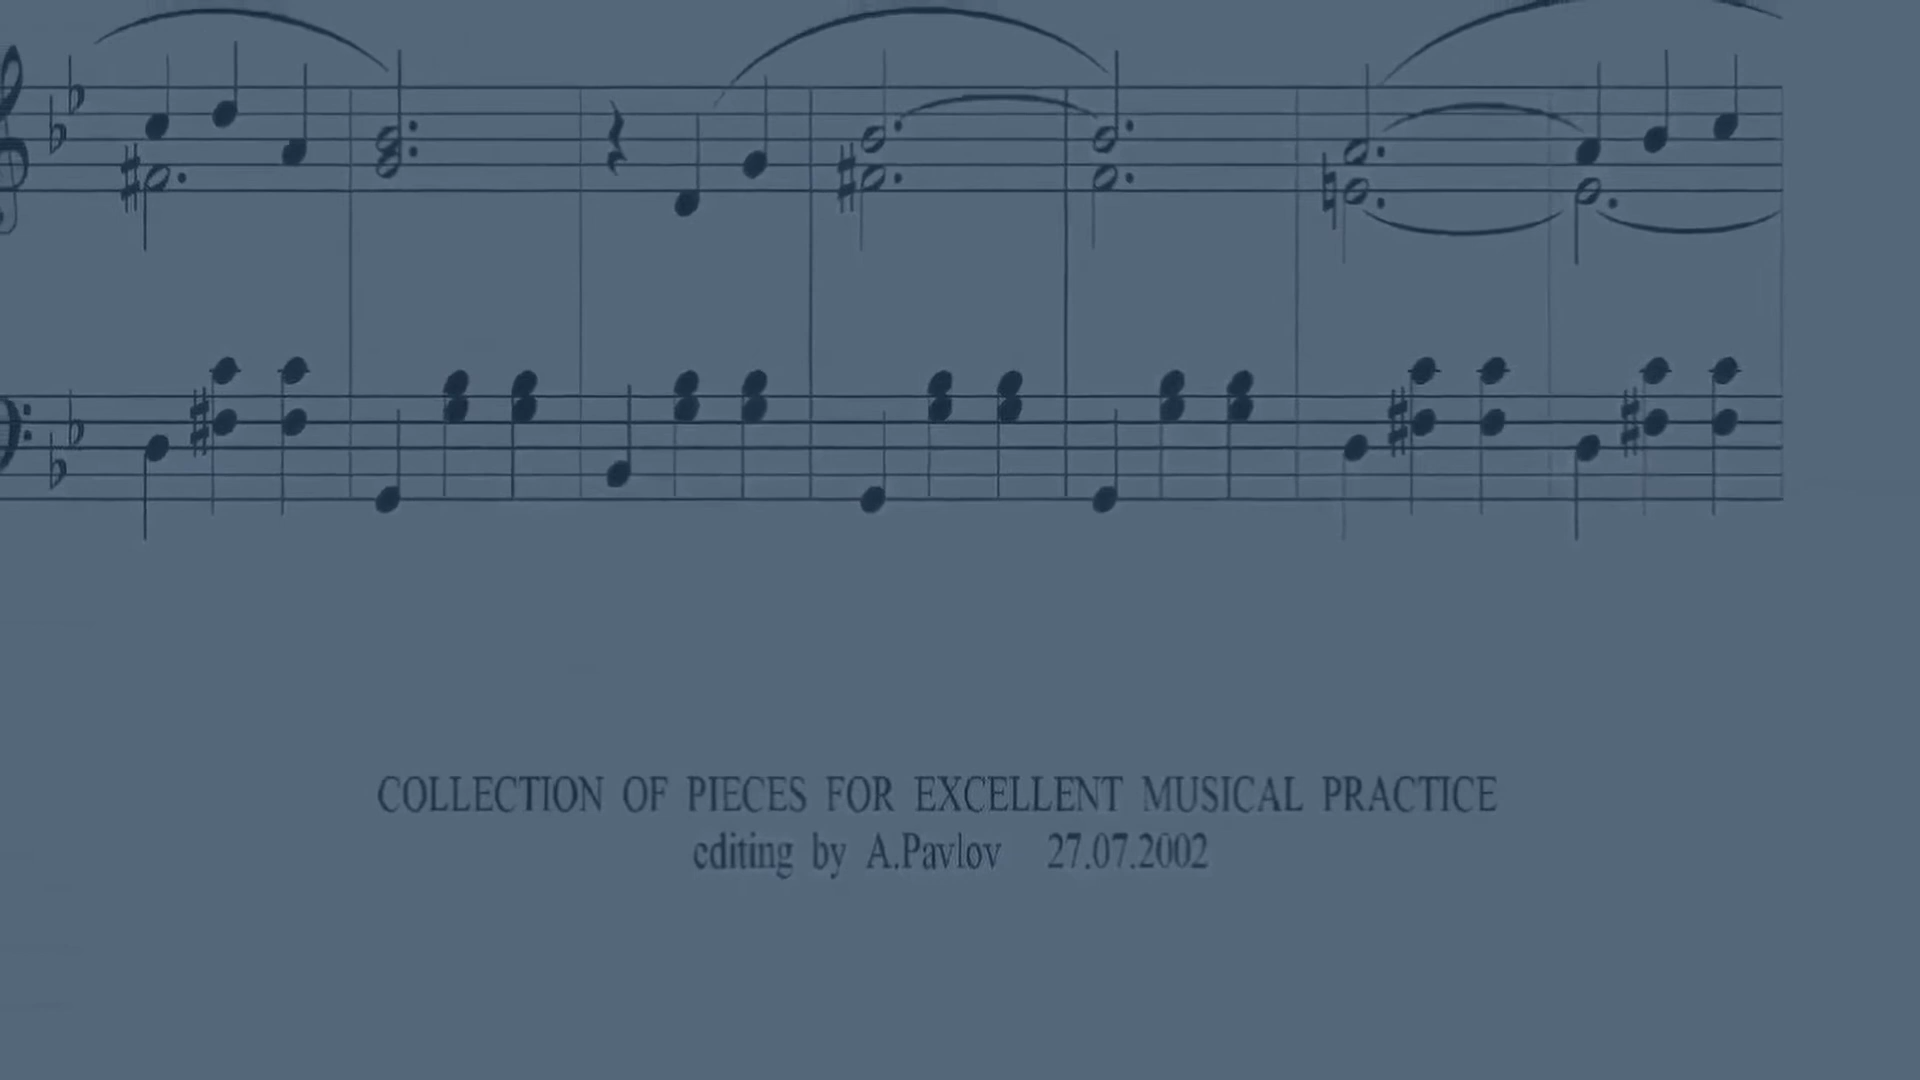 COLLECTION OF PIECES FOR EXCELLENT MUSICAL PRACTICE
editing by A.Pavlov 27.07.2002